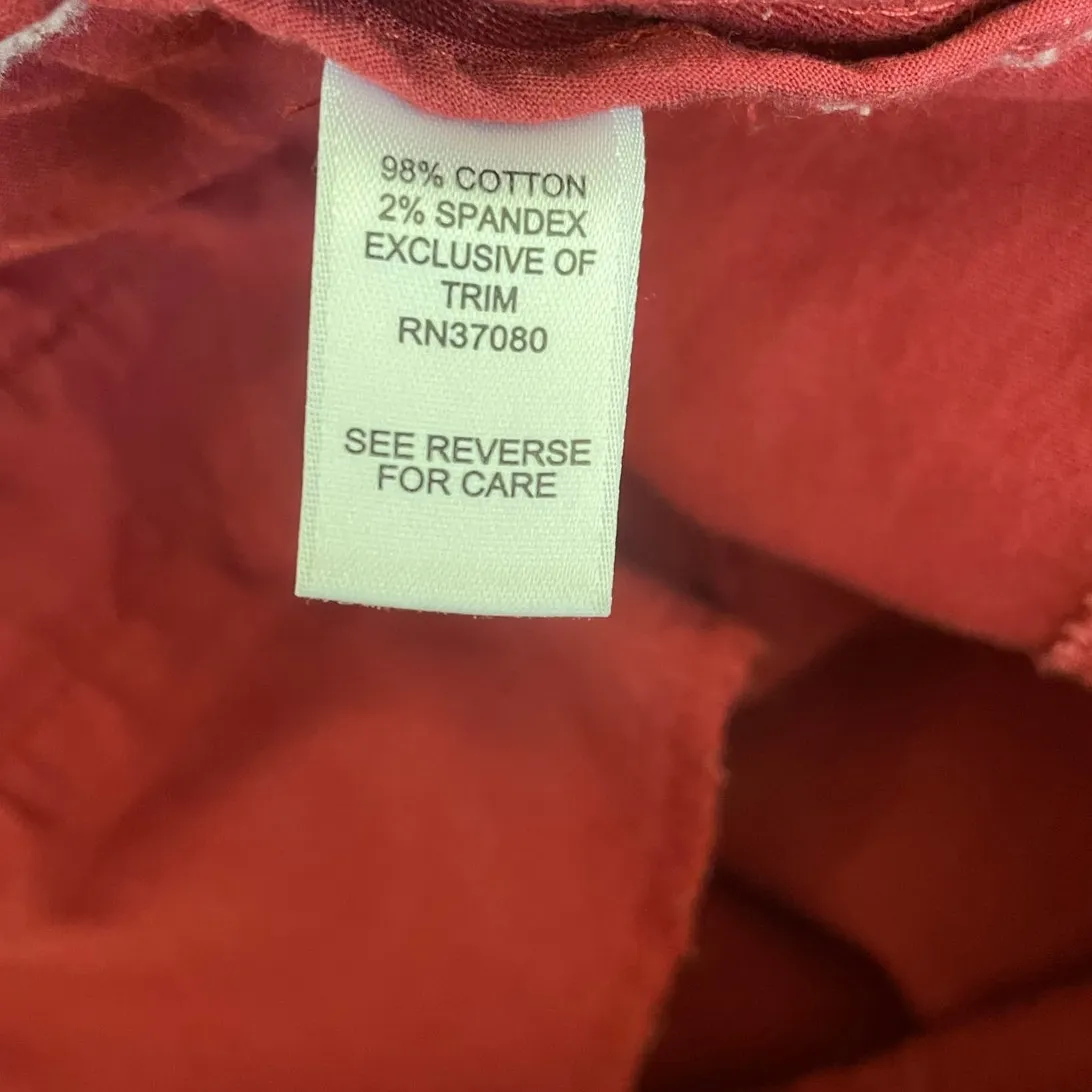 98% COTTON
2% SPANDEX
EXCLUSIVE OF
TRIM
RN37080
SEE REVERSE
FOR CARE